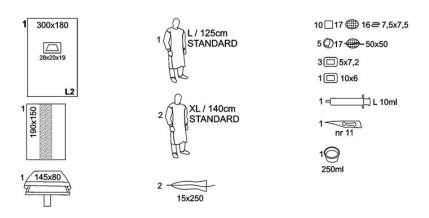 1 300x180
28x20x19
L2
1 190x150
1 145x80
1 L / 125cm
STANDARD
2 XL / 140cm
STANDARD
2 15x250
10 17 16 7,5x7,5
5 17 50x50
3 5x7,2
1 10x6
1 L 10ml
1 nr 11
1 250ml